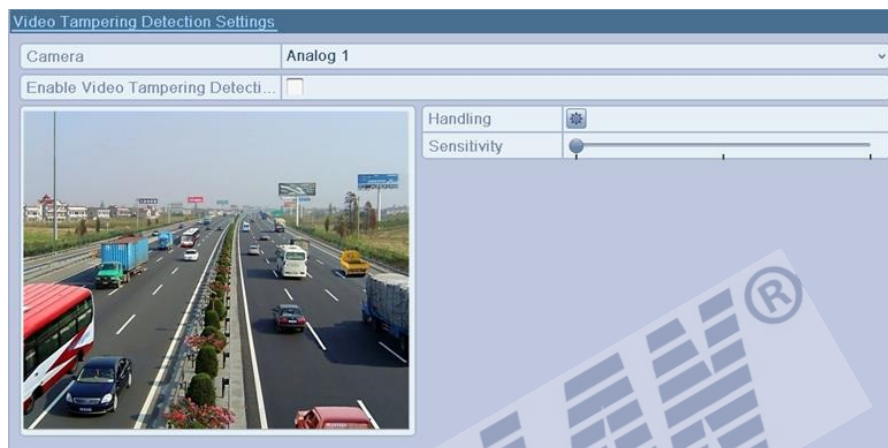 Video Tampering Detection Settings
Camera
Analog 1
Enable Video Tampering Detecti...
Handling
Sensitivity
®